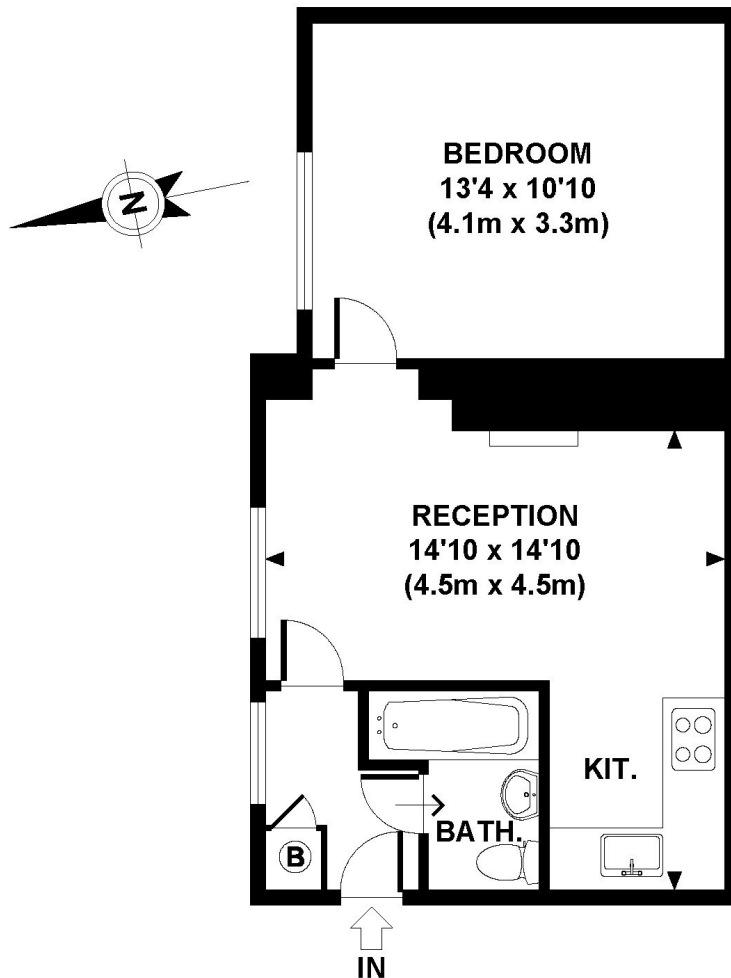 BEDROOM
13'4 x 10'10
(4.1m x 3.3m)
N
RECEPTION
14'10 x 14'10
(4.5m x 4.5m)
KIT.
BATH.
B
IN